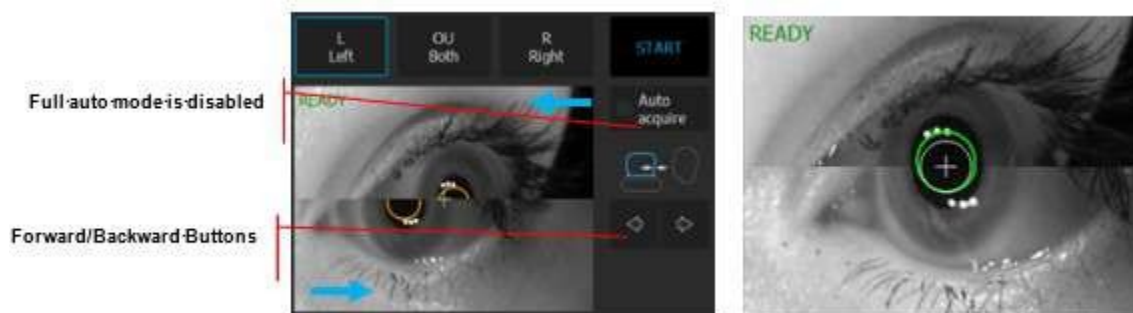 L
Left
OU
Both
R
Right
START
READY
Auto
acquire
Full auto mode is disabled
Forward/Backward Buttons
READY